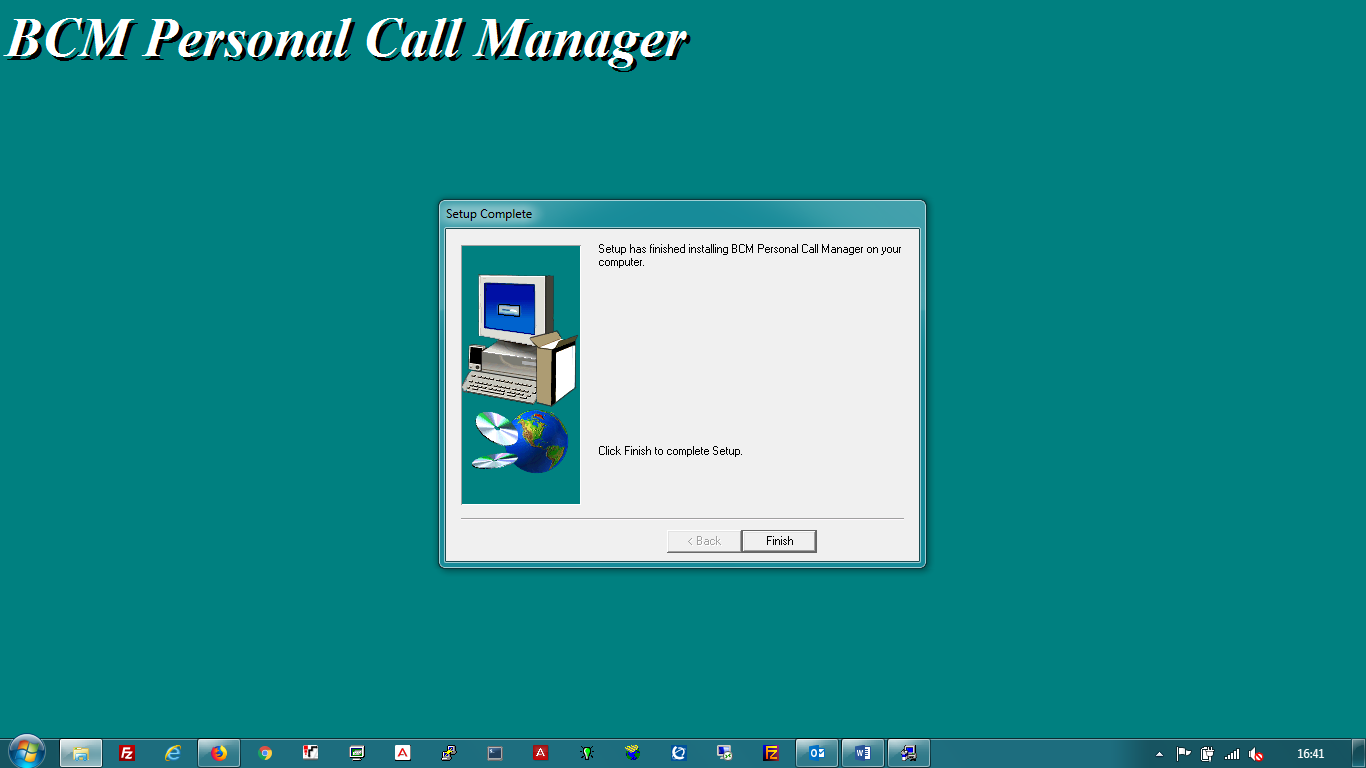 BCM Personal Call Manager
Setup Complete
Setup has finished installing BCM Personal Call Manager on your
computer.
Click Finish to complete Setup.
< Back
Finish
16:41